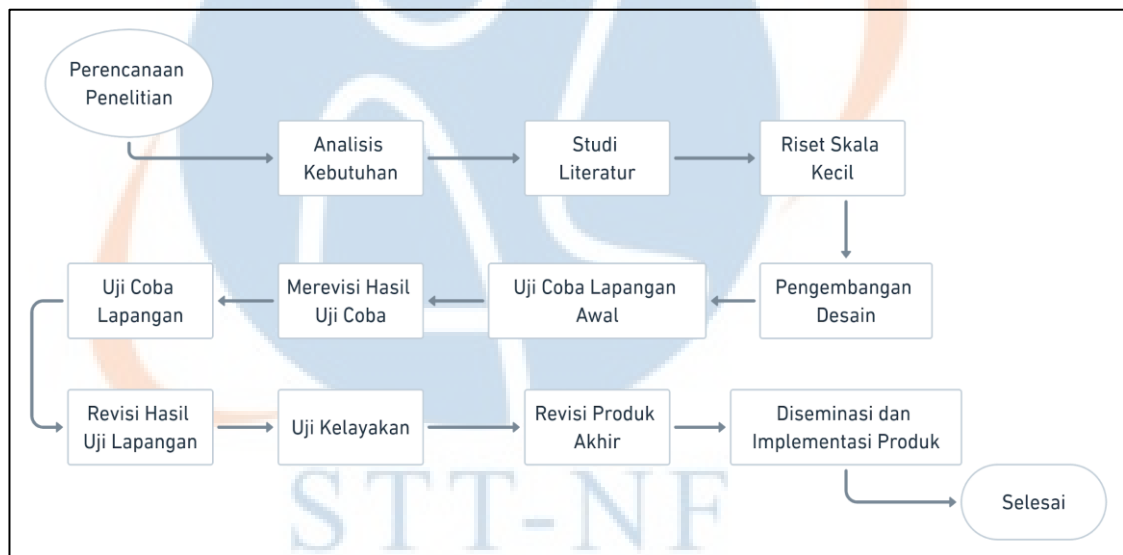 Perencanaan
Penelitian
Analisis
Kebutuhan
Studi
Literatur
Riset Skala
Kecil
Pengembangan
Desain
Uji Coba Lapangan
Awal
Merevisi Hasil
Uji Coba
Uji Coba
Lapangan
Revisi Hasil
Uji Lapangan
Uji Kelayakan
Revisi Produk
Akhir
Diseminasi dan
Implementasi Produk
Selesai
STT-NF